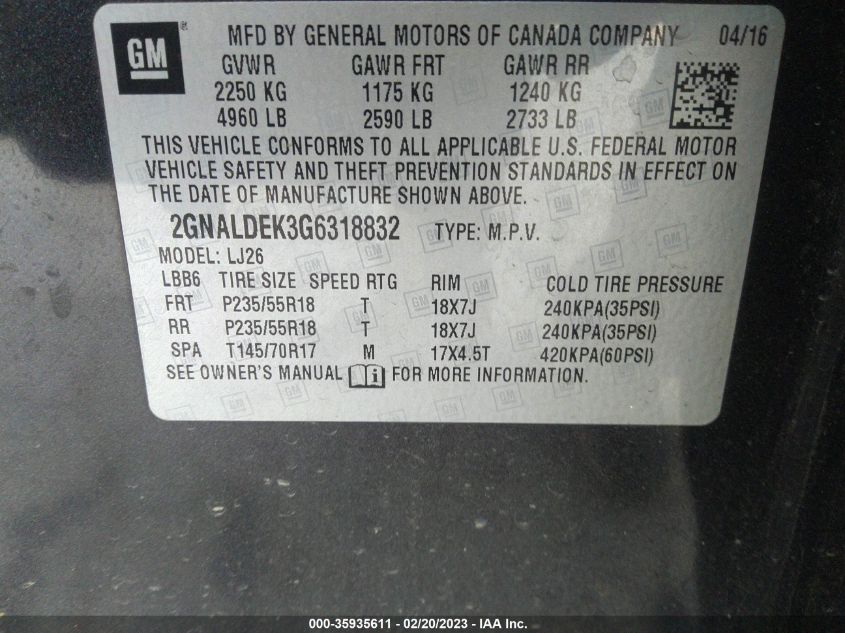 GM MFD BY GENERAL MOTORS OF CANADA COMPANY 04/16
GVWR GAWR FRT GAWR RR
2250 KG 1175 KG 1240 KG
4960 LB 2590 LB 2733 LB
THIS VEHICLE CONFORMS TO ALL APPLICABLE U.S. FEDERAL MOTOR
VEHICLE SAFETY AND THEFT PREVENTION STANDARDS IN EFFECT ON
THE DATE OF MANUFACTURE SHOWN ABOVE.
2GNALDEK3G6318832 TYPE: M.P.V.
MODEL: LJ26
LBB6 TIRE SIZE SPEED RTG RIM COLD TIRE PRESSURE
FRT P235/55R18 T 18X7J 240KPA(35PSI)
RR P235/55R18 T 18X7J 240KPA(35PSI)
SPA T145/70R17 M 17X4.5T 420KPA(60PSI)
SEE OWNER'S MANUAL i FOR MORE INFORMATION.
000-35935611 - 02/20/2023 - © IAA Inc.